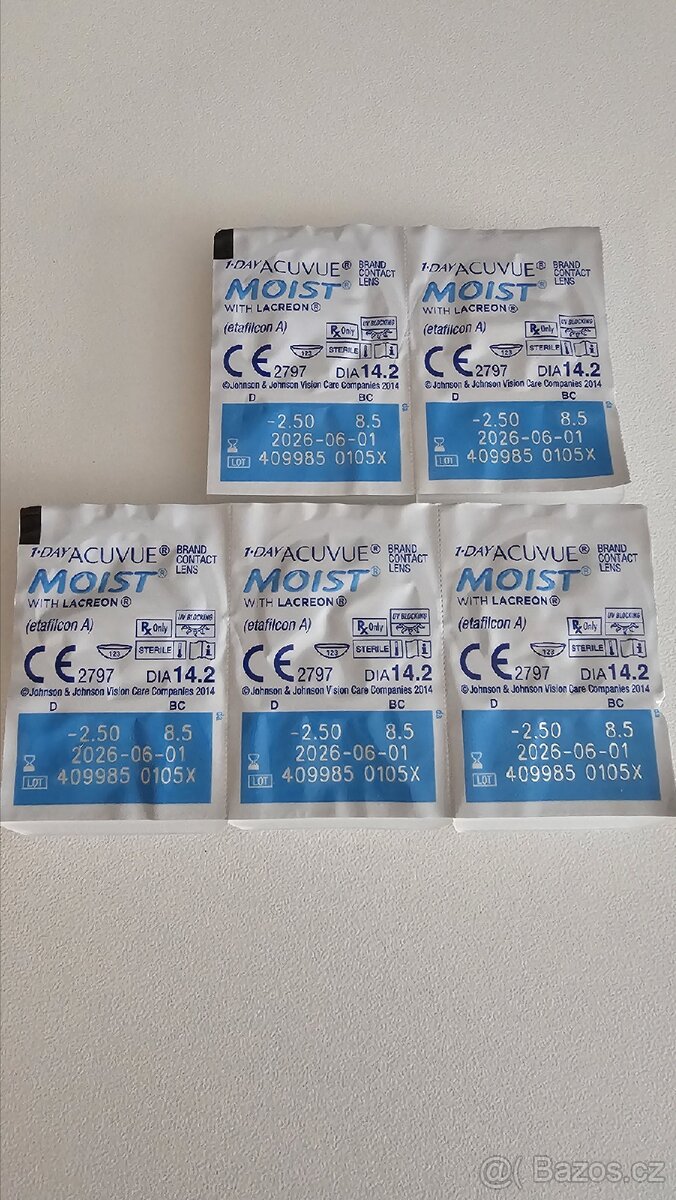 1·DAY ACUVUE® BRAND CONTACT LENS
MOIST®
WITH LACREON®
(etafilcon A) Rx Only UV BLOCKING
123 STERILE i
CE 2797 DIA 14.2
©Johnson & Johnson Vision Care Companies 2014
D BC
-2.50 8.5
2026-06-01
LOT 409985 0105X
1·DAY ACUVUE® BRAND CONTACT LENS
MOIST®
WITH LACREON®
(etafilcon A) Rx Only UV BLOCKING
123 STERILE i
CE 2797 DIA 14.2
©Johnson & Johnson Vision Care Companies 2014
D BC
-2.50 8.5
2026-06-01
LOT 409985 0105X
1·DAY ACUVUE® BRAND CONTACT LENS
MOIST®
WITH LACREON®
(etafilcon A) Rx Only UV BLOCKING
123 STERILE i
CE 2797 DIA 14.2
©Johnson & Johnson Vision Care Companies 2014
D BC
-2.50 8.5
2026-06-01
LOT 409985 0105X
1·DAY ACUVUE® BRAND CONTACT LENS
MOIST®
WITH LACREON®
(etafilcon A) Rx Only UV BLOCKING
123 STERILE i
CE 2797 DIA 14.2
©Johnson & Johnson Vision Care Companies 2014
D BC
-2.50 8.5
2026-06-01
LOT 409985 0105X
1·DAY ACUVUE® BRAND CONTACT LENS
MOIST®
WITH LACREON®
(etafilcon A) Rx Only UV BLOCKING
123 STERILE i
CE 2797 DIA 14.2
©Johnson & Johnson Vision Care Companies 2014
D BC
-2.50 8.5
2026-06-01
LOT 409985 0105X
@( Bazos.cz